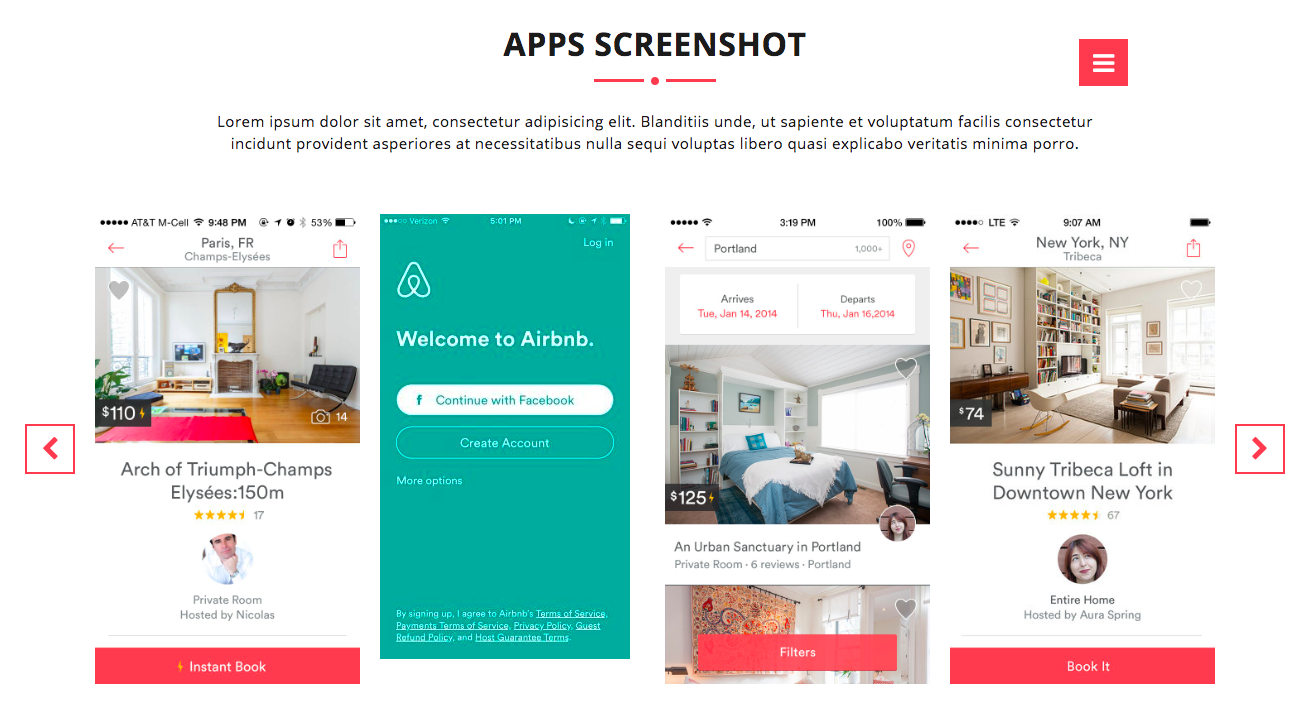 APPS SCREENSHOT
Lorem ipsum dolor sit amet, consectetur adipisicing elit. Blanditiis unde, ut sapiente et voluptatum facilis consectetur
incidunt provident asperiores at necessitatibus nulla sequi voluptas libero quasi explicabo veritatis minima porro.
AT&T M-Cell 9:48 PM 53%
Paris, FR
Champs-Elysées
$110
14
Arch of Triumph-Champs
Elysées:150m
17
Private Room
Hosted by Nicolas
Instant Book
Verizon 5:01 PM
Log in
Welcome to Airbnb.
f Continue with Facebook
Create Account
More options
By signing up, I agree to Airbnb's Terms of Service,
Payments Terms of Service, Privacy Policy, Guest
Refund Policy, and Host Guarantee Terms.
3:19 PM 100%
Portland 1,000+
Arrives Departs
Tue, Jan 14, 2014 Thu, Jan 16,2014
$125
An Urban Sanctuary in Portland
Private Room · 6 reviews · Portland
Filters
LTE 9:07 AM
New York, NY
Tribeca
$74
Sunny Tribeca Loft in
Downtown New York
67
Entire Home
Hosted by Aura Spring
Book It